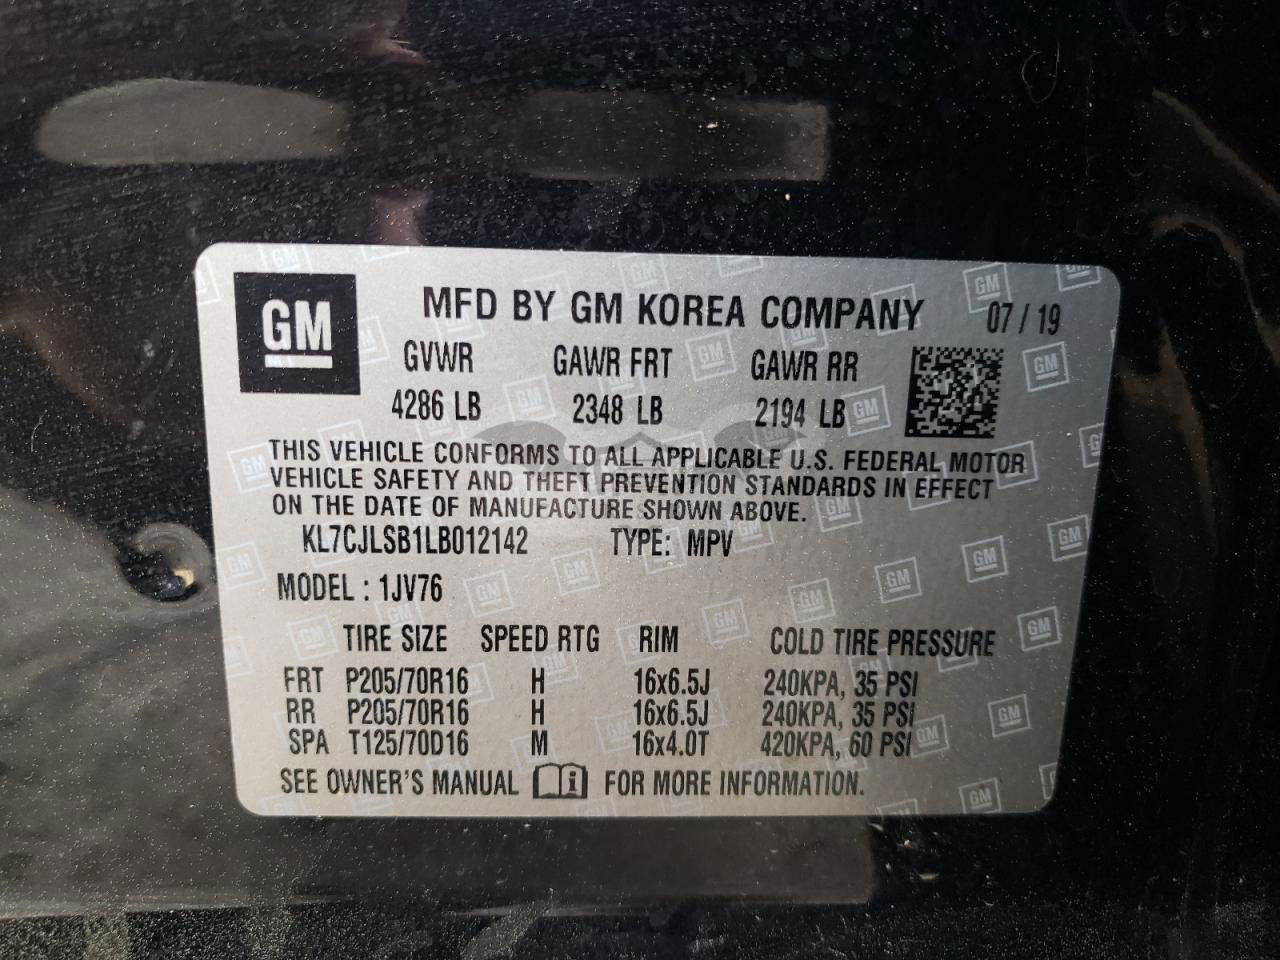 GM MFD BY GM KOREA COMPANY 07 / 19
GVWR GAWR FRT GAWR RR
4286 LB 2348 LB 2194 LB
THIS VEHICLE CONFORMS TO ALL APPLICABLE U.S. FEDERAL MOTOR
VEHICLE SAFETY AND THEFT PREVENTION STANDARDS IN EFFECT
ON THE DATE OF MANUFACTURE SHOWN ABOVE.
KL7CJLSB1LB012142 TYPE: MPV
MODEL : 1JV76
TIRE SIZE SPEED RTG RIM COLD TIRE PRESSURE
FRT P205/70R16 H 16x6.5J 240KPA, 35 PSI
RR P205/70R16 H 16x6.5J 240KPA, 35 PSI
SPA T125/70D16 M 16x4.0T 420KPA, 60 PSI
SEE OWNER'S MANUAL FOR MORE INFORMATION.